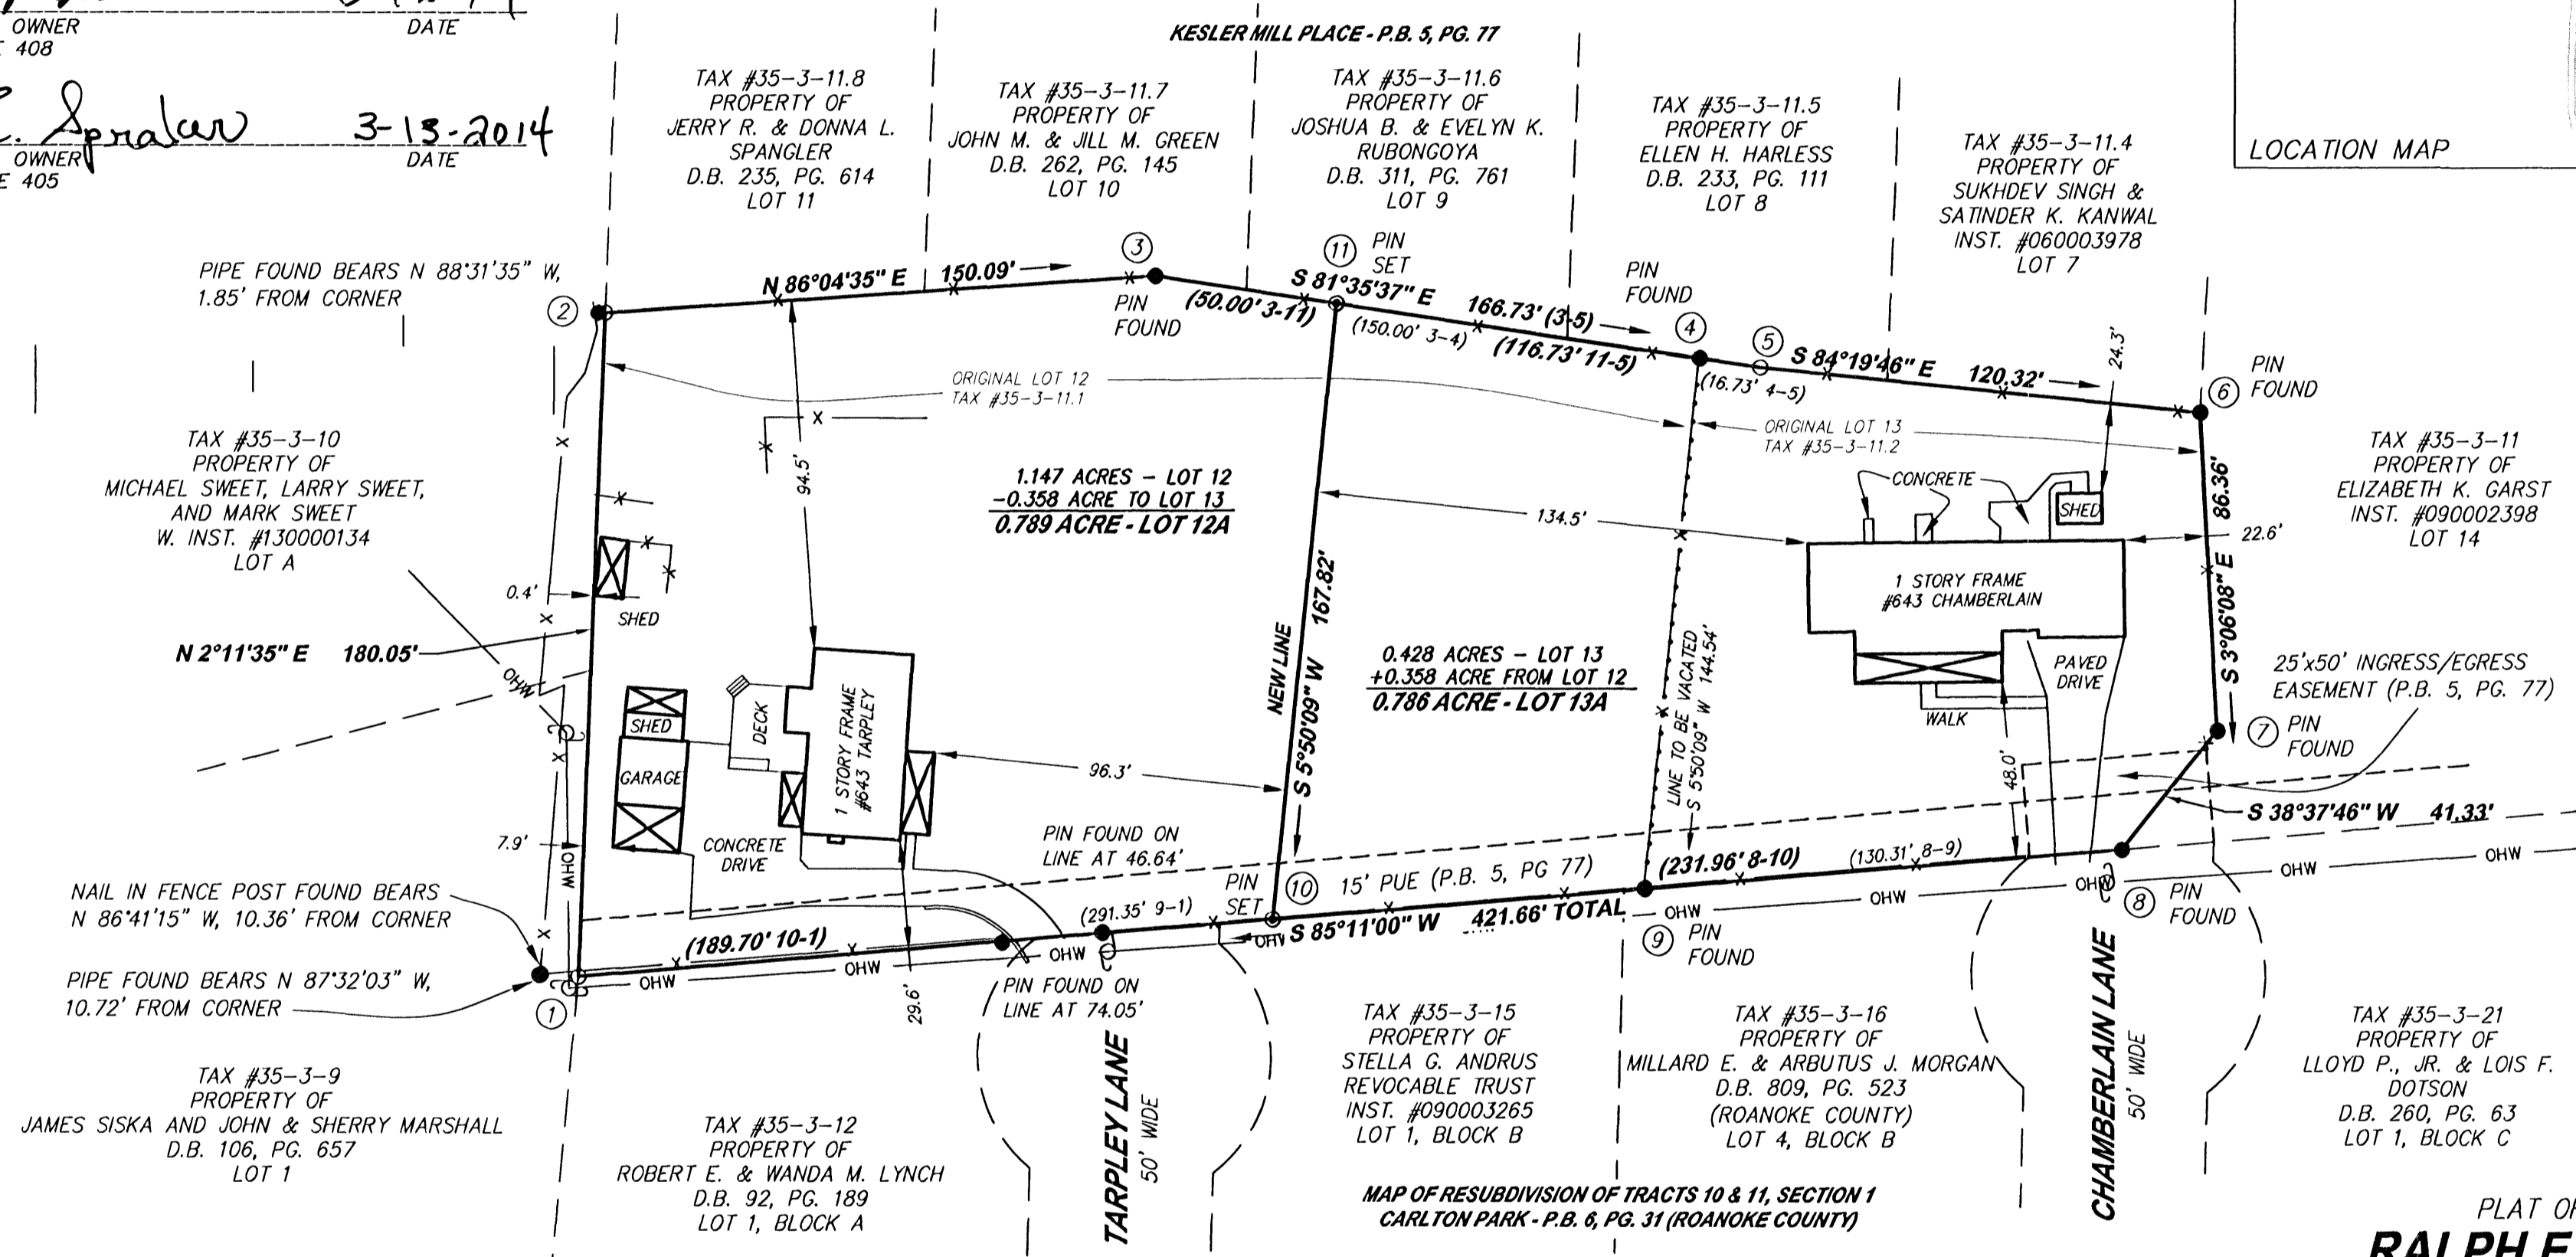 OWNER
DATE
408
Spraker 3-13-2014
OWNER
DATE
E 405
KESLER MILL PLACE - P.B. 5, PG. 77
LOCATION MAP
TAX #35-3-11.8
PROPERTY OF
JERRY R. & DONNA L.
SPANGLER
D.B. 235, PG. 614
LOT 11
TAX #35-3-11.7
PROPERTY OF
JOHN M. & JILL M. GREEN
D.B. 262, PG. 145
LOT 10
TAX #35-3-11.6
PROPERTY OF
JOSHUA B. & EVELYN K.
RUBONGOYA
D.B. 311, PG. 761
LOT 9
TAX #35-3-11.5
PROPERTY OF
ELLEN H. HARLESS
D.B. 233, PG. 111
LOT 8
TAX #35-3-11.4
PROPERTY OF
SUKHDEV SINGH &
SATINDER K. KANWAL
INST. #060003978
LOT 7
PIPE FOUND BEARS N 88°31'35" W,
1.85' FROM CORNER
2
N 86°04'35" E 150.09'
3
PIN
FOUND
11
PIN
SET
S 81°35'37" E 166.73' (3-5)
(50.00' 3-11)
(150.00' 3-4)
(116.73' 11-5)
PIN
FOUND
4
5
(16.73' 4-5)
S 84°19'46" E 120.32'
24.3'
6
PIN
FOUND
ORIGINAL LOT 12
TAX #35-3-11.1
ORIGINAL LOT 13
TAX #35-3-11.2
TAX #35-3-10
PROPERTY OF
MICHAEL SWEET, LARRY SWEET,
AND MARK SWEET
W. INST. #130000134
LOT A
94.5'
1.147 ACRES - LOT 12
-0.358 ACRE TO LOT 13
0.789 ACRE - LOT 12A
134.5'
CONCRETE
SHED
86.36'
S 3°06'08" E
22.6'
TAX #35-3-11
PROPERTY OF
ELIZABETH K. GARST
INST. #090002398
LOT 14
1 STORY FRAME
#643 CHAMBERLAIN
0.4'
SHED
N 2°11'35" E 180.05'
OHW
NEW LINE
S 5°50'09" W 167.82'
0.428 ACRES - LOT 13
+0.358 ACRE FROM LOT 12
0.786 ACRE - LOT 13A
LINE TO BE VACATED
S 5°50'09" W 144.54'
PAVED
DRIVE
WALK
48.0'
25'x50' INGRESS/EGRESS
EASEMENT (P.B. 5, PG. 77)
7
PIN
FOUND
SHED
GARAGE
DECK
1 STORY FRAME
#643 TARPLEY
96.3'
S 38°37'46" W 41.33'
7.9'
OHW
CONCRETE
DRIVE
PIN FOUND ON
LINE AT 46.64'
PIN
SET
10
15' PUE (P.B. 5, PG 77)
(231.96' 8-10)
(130.31' 8-9)
OHW
OHW
OHW
OHW
8
PIN
FOUND
NAIL IN FENCE POST FOUND BEARS
N 86°41'15" W, 10.36' FROM CORNER
(189.70' 10-1)
(291.35' 9-1)
OHW
S 85°11'00" W 421.66' TOTAL
OHW
9
PIN
FOUND
PIPE FOUND BEARS N 87°32'03" W,
10.72' FROM CORNER
1
OHW
OHW
OHW
29.6'
PIN FOUND ON
LINE AT 74.05'
TAX #35-3-9
PROPERTY OF
JAMES SISKA AND JOHN & SHERRY MARSHALL
D.B. 106, PG. 657
LOT 1
TAX #35-3-12
PROPERTY OF
ROBERT E. & WANDA M. LYNCH
D.B. 92, PG. 189
LOT 1, BLOCK A
TARPLEY LANE
50' WIDE
TAX #35-3-15
PROPERTY OF
STELLA G. ANDRUS
REVOCABLE TRUST
INST. #090003265
LOT 1, BLOCK B
TAX #35-3-16
PROPERTY OF
MILLARD E. & ARBUTUS J. MORGAN
D.B. 809, PG. 523
(ROANOKE COUNTY)
LOT 4, BLOCK B
CHAMBERLAIN LANE
50' WIDE
TAX #35-3-21
PROPERTY OF
LLOYD P., JR. & LOIS F.
DOTSON
D.B. 260, PG. 63
LOT 1, BLOCK C
MAP OF RESUBDIVISION OF TRACTS 10 & 11, SECTION 1
CARLTON PARK - P.B. 6, PG. 31 (ROANOKE COUNTY)
PLAT OF
RALPH E